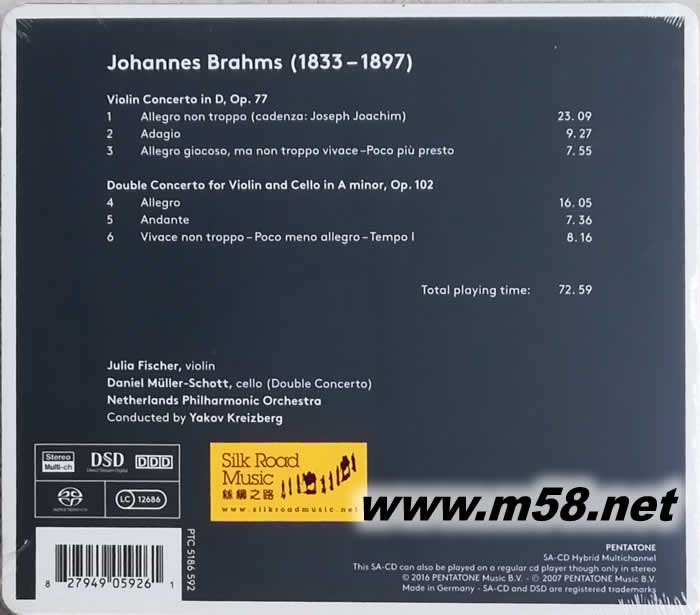 Johannes Brahms (1833 – 1897)
Violin Concerto in D, Op. 77
1 Allegro non troppo (cadenza: Joseph Joachim) 23.09
2 Adagio 9.27
3 Allegro giocoso, ma non troppo vivace – Poco più presto 7.55
Double Concerto for Violin and Cello in A minor, Op. 102
4 Allegro 16.05
5 Andante 7.36
6 Vivace non troppo – Poco meno allegro – Tempo I 8.16
Total playing time: 72.59
Julia Fischer, violin
Daniel Müller-Schott, cello (Double Concerto)
Netherlands Philharmonic Orchestra
Conducted by Yakov Kreizberg
Stereo
Multi-ch
DSD
Direct Stream Digital
DDD
SUPER AUDIO CD
LC 12686
Silk Road
Music
絲綢之路
www.silkroadmusic.net
www.m58.net
PTC 5186 592
8 27949 05926 1
PENTATONE
SA-CD Hybrid Multichannel
This SA-CD can also be played on a regular cd player though only in stereo
© 2016 PENTATONE Music B.V. – ℗ 2007 PENTATONE Music B.V.
Made in Germany – SA-CD and DSD are registered trademarks